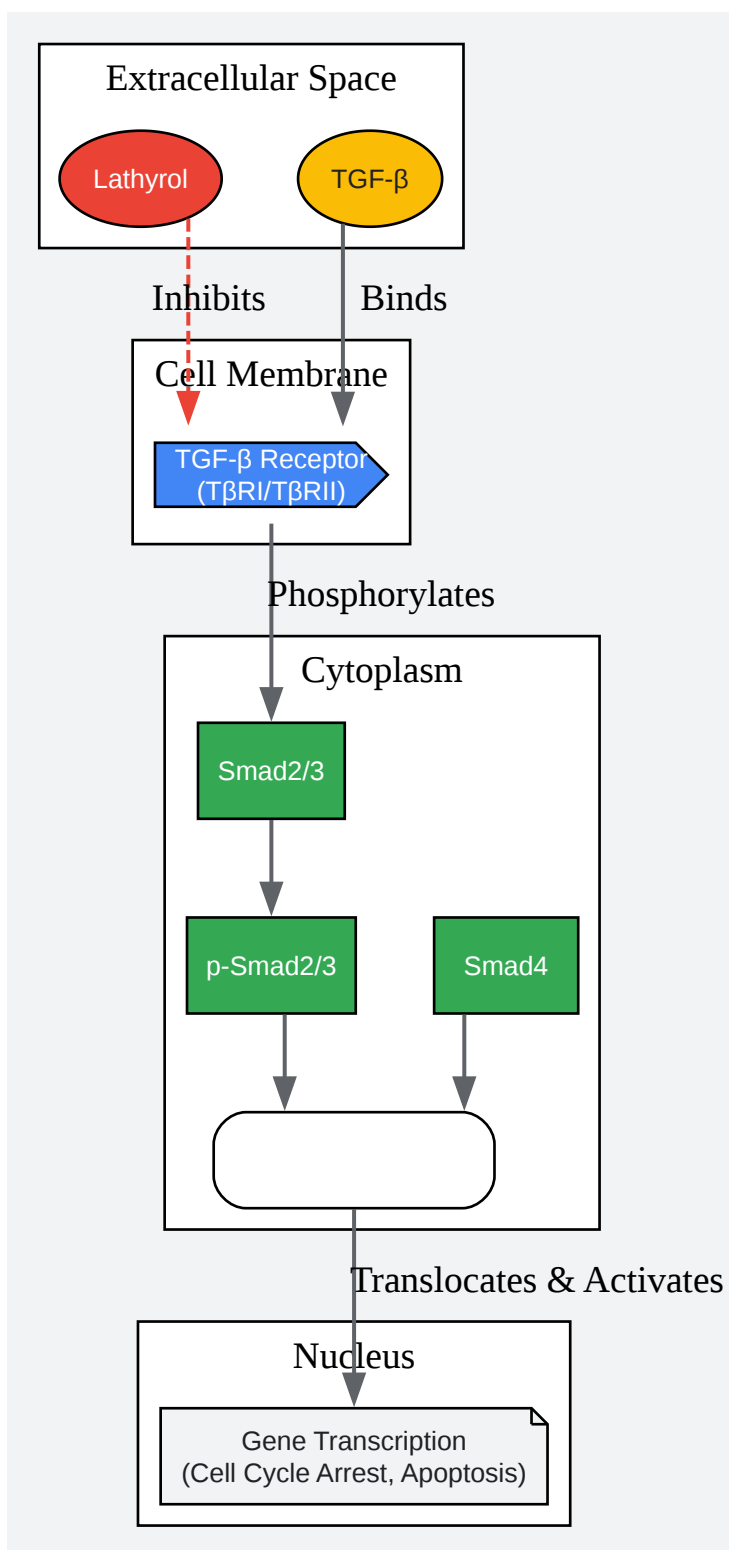 Extracellular Space
Lathyrol
TGF-β
Inhibits
Binds
Cell Membrane
TGF-β Receptor
(TβRI/TβRII)
Phosphorylates
Cytoplasm
Smad2/3
p-Smad2/3
Smad4
Translocates & Activates
Nucleus
Gene Transcription
(Cell Cycle Arrest, Apoptosis)